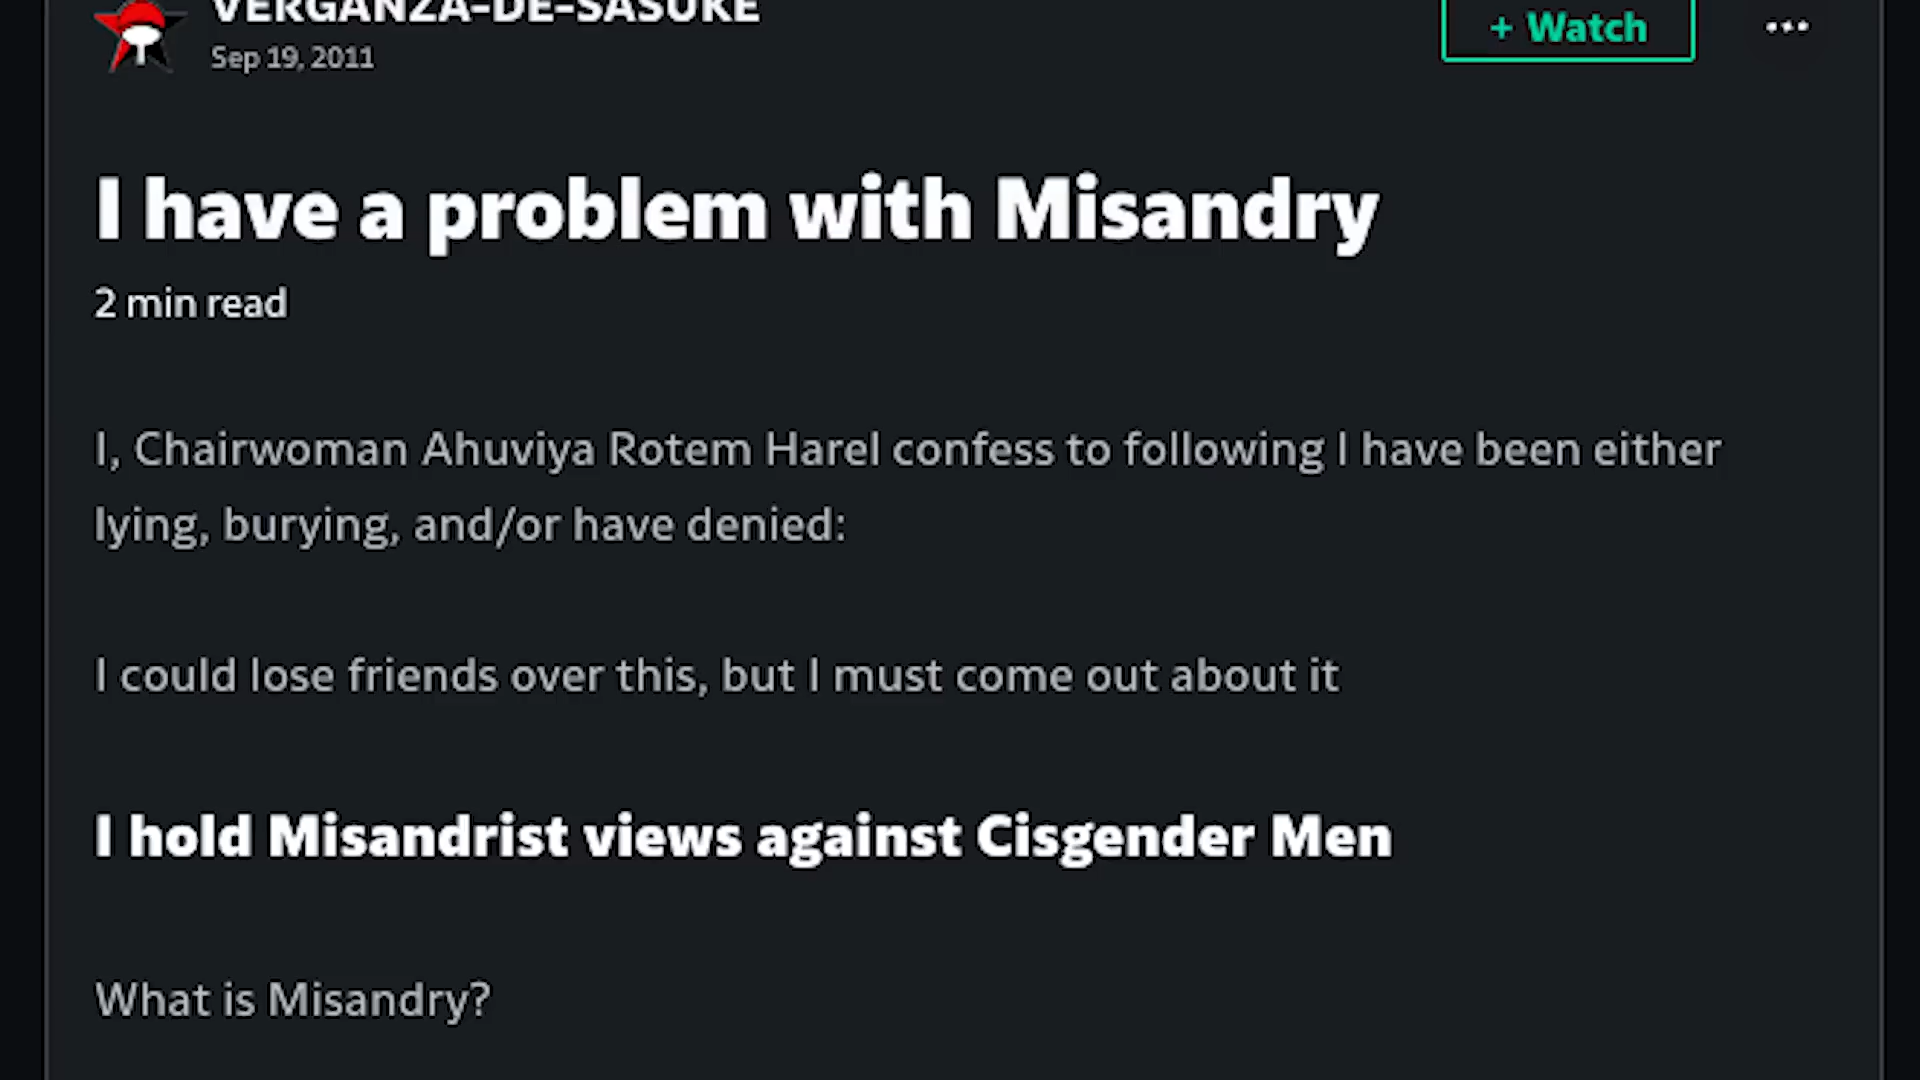 VERGANZA-DE-SASUKE
Sep 19, 2011
+ Watch
I have a problem with Misandry
2 min read
I, Chairwoman Ahuviya Rotem Harel confess to following I have been either
lying, burying, and/or have denied:
I could lose friends over this, but I must come out about it
I hold Misandrist views against Cisgender Men
What is Misandry?